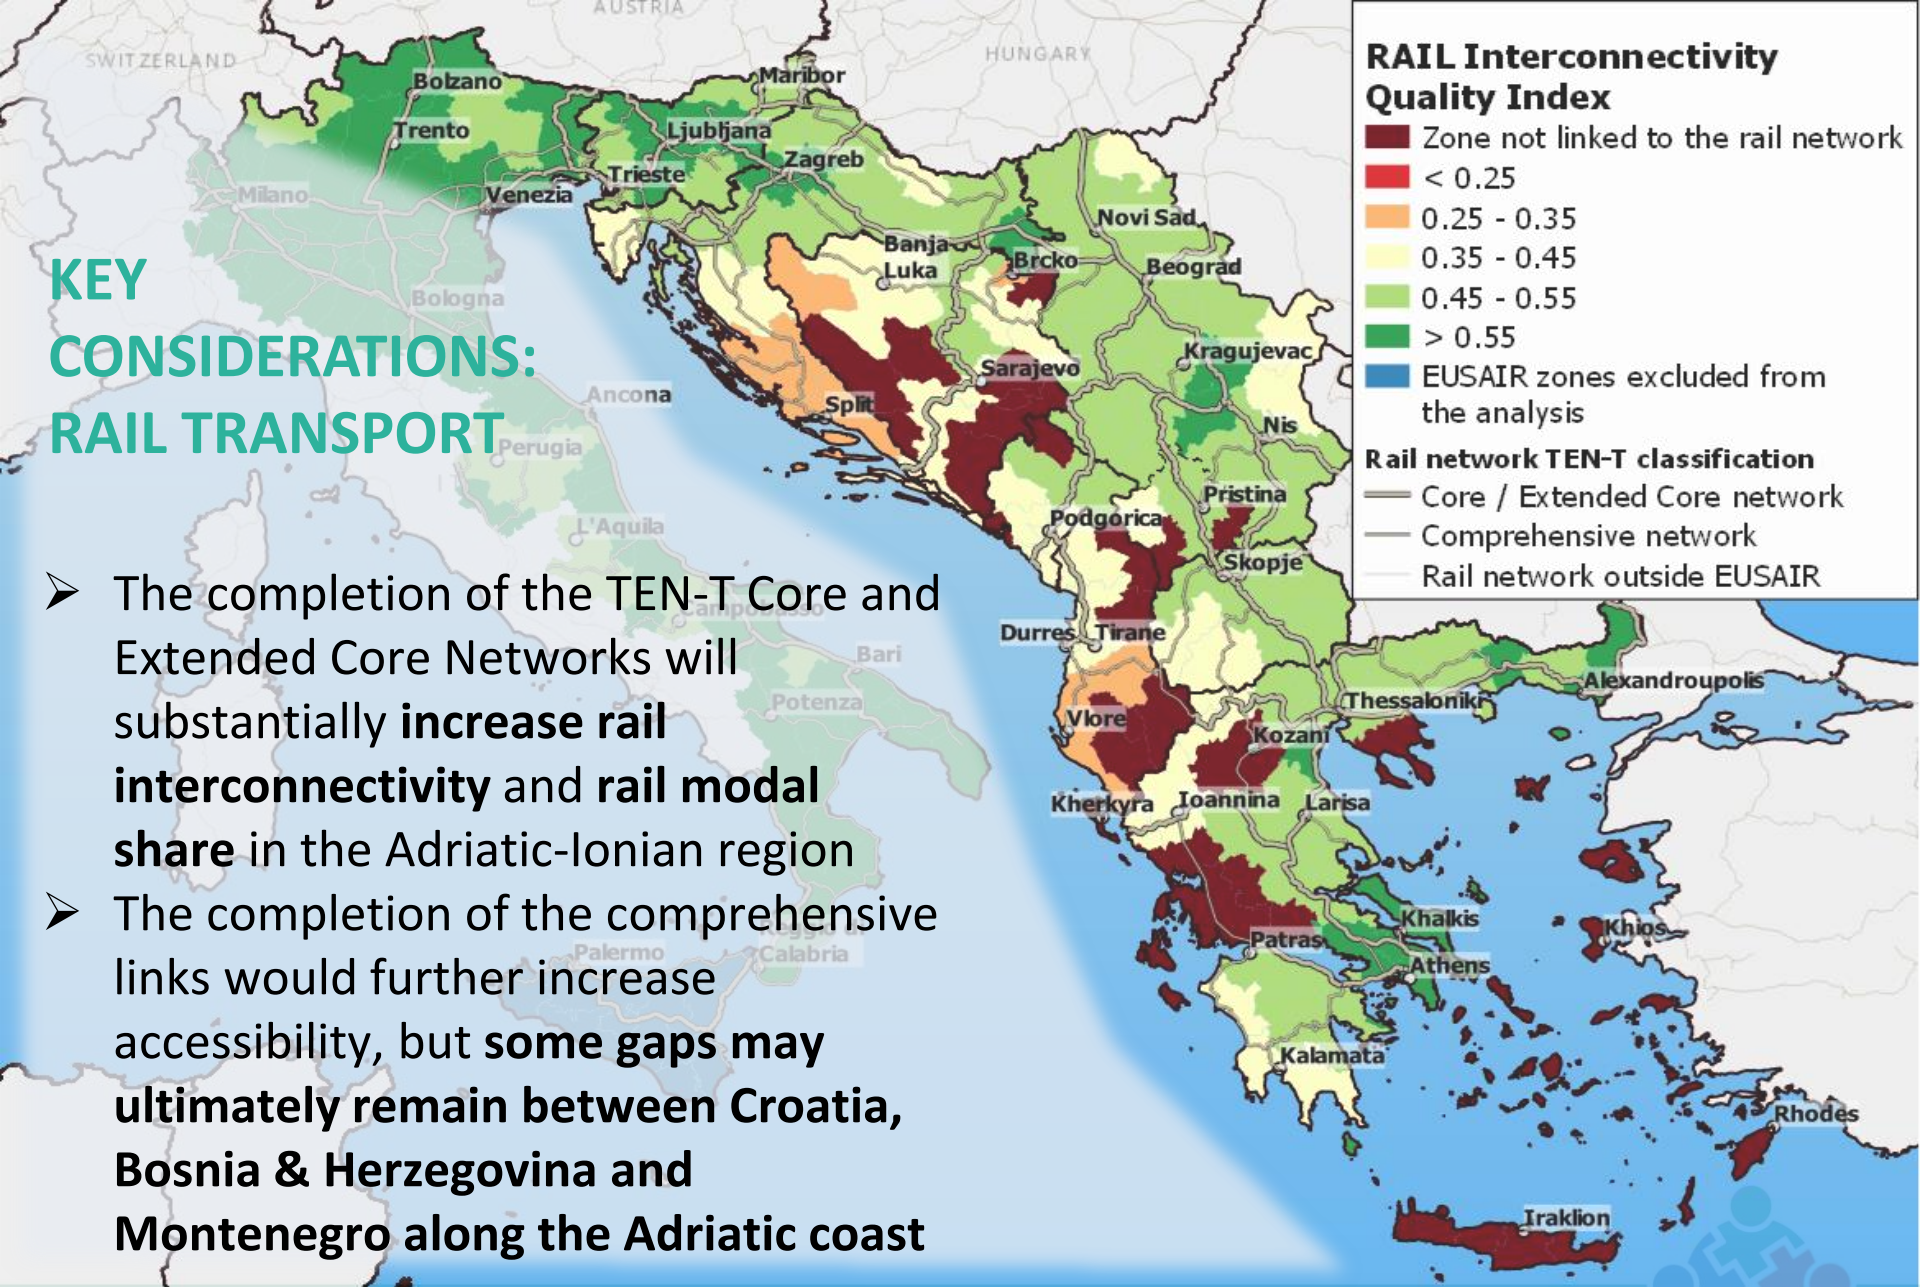 AUSTRIA
SWITZERLAND
HUNGARY
RAIL Interconnectivity
Quality Index
Zone not linked to the rail network
< 0.25
0.25 - 0.35
0.35 - 0.45
0.45 - 0.55
> 0.55
EUSAIR zones excluded from
the analysis
Rail network TEN-T classification
Core / Extended Core network
Comprehensive network
Rail network outside EUSAIR
KEY
CONSIDERATIONS:
RAIL TRANSPORT
➢ The completion of the TEN-T Core and
Extended Core Networks will
substantially increase rail
interconnectivity and rail modal
share in the Adriatic-Ionian region
➢ The completion of the comprehensive
links would further increase
accessibility, but some gaps may
ultimately remain between Croatia,
Bosnia & Herzegovina and
Montenegro along the Adriatic coast
Bolzano
Maribor
Trento
Ljubljana
Zagreb
Trieste
Venezia
Milano
Novi Sad
Banja
Luka
Brcko
Beograd
Bologna
Kragujevac
Sarajevo
Ancona
Split
Nis
Perugia
Pristina
Podgorica
L'Aquila
Skopje
Campobasso
Durres
Tirane
Bari
Alexandroupolis
Potenza
Thessaloniki
Vlore
Kozani
Kherkyra
Ioannina
Larisa
Khalkis
Khios
Patras
Reggio di
Calabria
Palermo
Athens
Kalamata
Rhodes
Iraklion